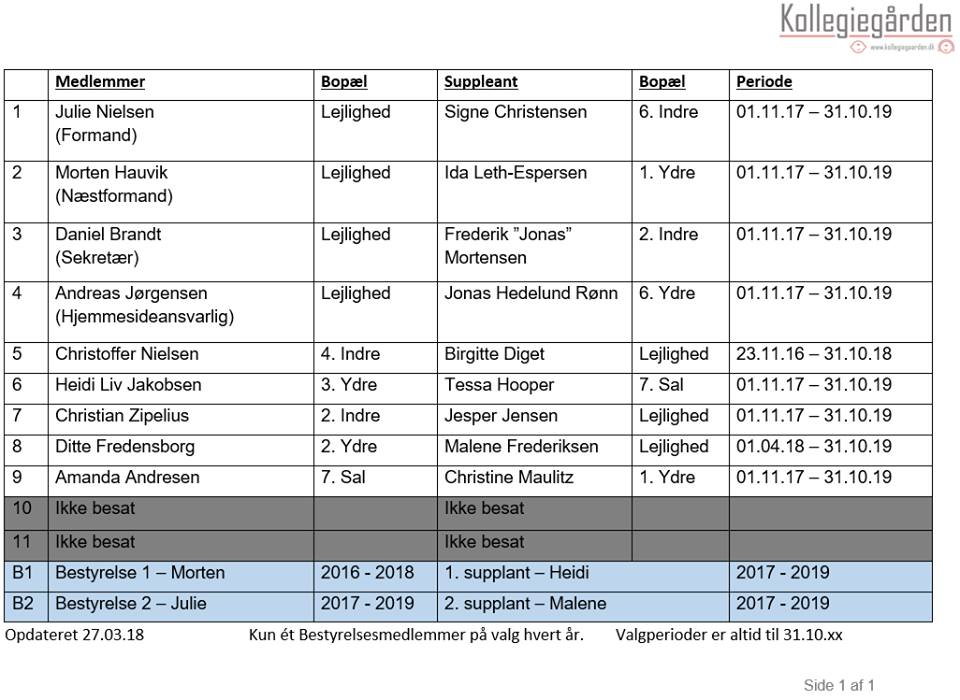 Kollegiegården
www.kollegiegaarden.dk
Medlemmer Bopæl Suppleant Bopæl Periode
1 Julie Nielsen Lejlighed Signe Christensen 6. Indre 01.11.17 – 31.10.19
(Formand)
2 Morten Hauvik Lejlighed Ida Leth-Espersen 1. Ydre 01.11.17 – 31.10.19
(Næstformand)
3 Daniel Brandt Lejlighed Frederik ”Jonas” 2. Indre 01.11.17 – 31.10.19
(Sekretær) Mortensen
4 Andreas Jørgensen Lejlighed Jonas Hedelund Rønn 6. Ydre 01.11.17 – 31.10.19
(Hjemmesideansvarlig)
5 Christoffer Nielsen 4. Indre Birgitte Diget Lejlighed 23.11.16 – 31.10.18
6 Heidi Liv Jakobsen 3. Ydre Tessa Hooper 7. Sal 01.11.17 – 31.10.19
7 Christian Zipelius 2. Indre Jesper Jensen Lejlighed 01.11.17 – 31.10.19
8 Ditte Fredensborg 2. Ydre Malene Frederiksen Lejlighed 01.04.18 – 31.10.19
9 Amanda Andresen 7. Sal Christine Maulitz 1. Ydre 01.11.17 – 31.10.19
10 Ikke besat Ikke besat
11 Ikke besat Ikke besat
B1 Bestyrelse 1 – Morten 2016 - 2018 1. supplant – Heidi 2017 - 2019
B2 Bestyrelse 2 – Julie 2017 - 2019 2. supplant – Malene 2017 - 2019
Opdateret 27.03.18 Kun ét Bestyrelsesmedlemmer på valg hvert år. Valgperioder er altid til 31.10.xx
Side 1 af 1